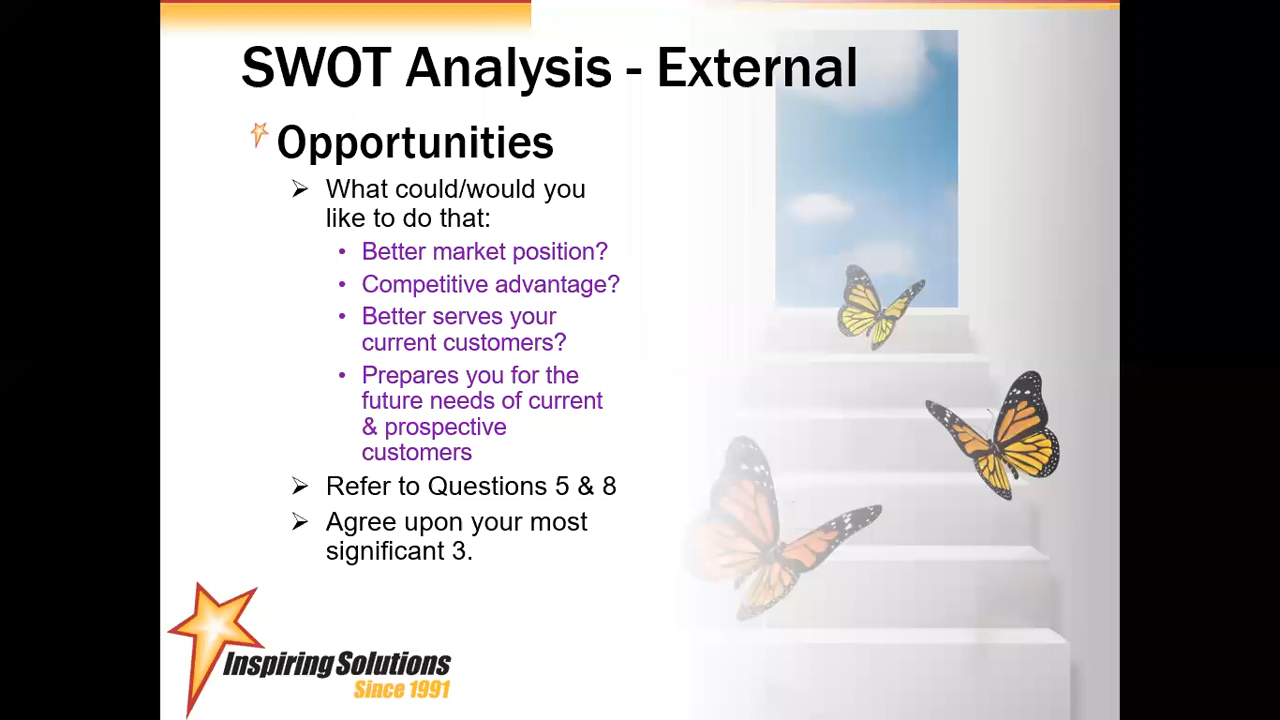 SWOT Analysis - External
Opportunities
What could/would you
like to do that:
• Better market position?
• Competitive advantage?
• Better serves your
current customers?
• Prepares you for the
future needs of current
& prospective
customers
Refer to Questions 5 & 8
Agree upon your most
significant 3.
Inspiring Solutions
Since 1991